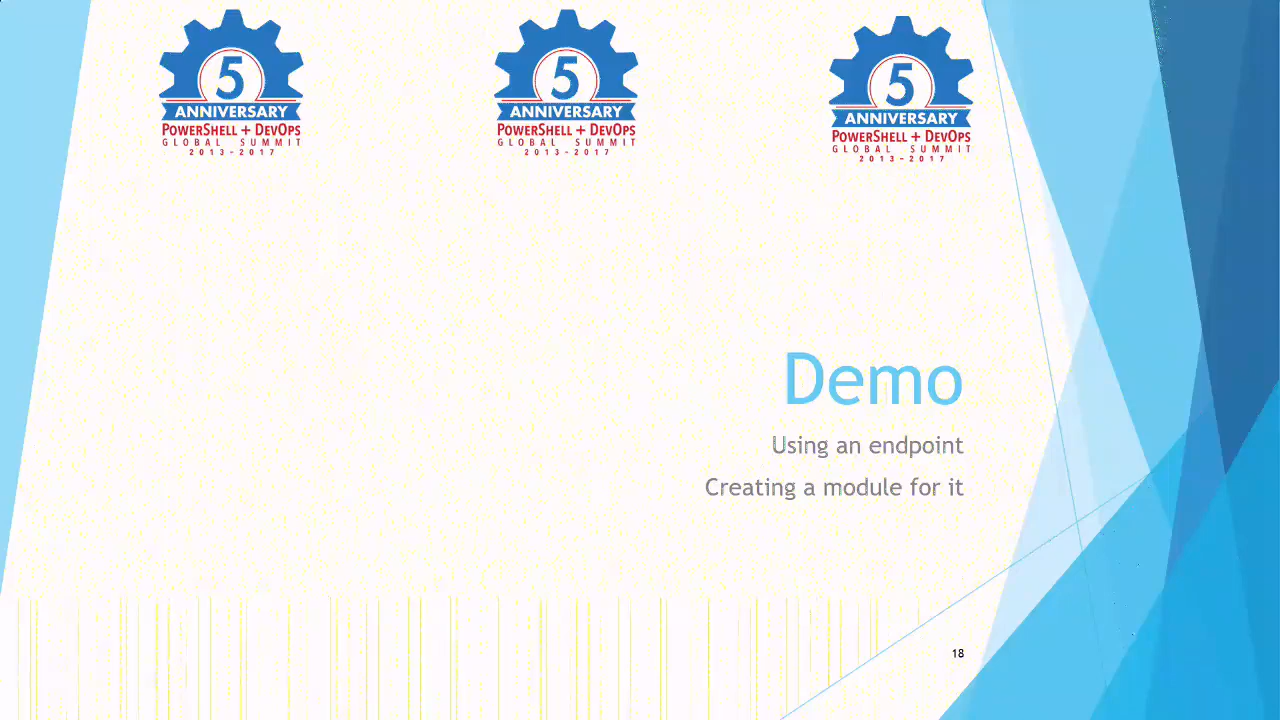 5
ANNIVERSARY
POWERSHELL + DEVOPS
GLOBAL SUMMIT
2013-2017
5
ANNIVERSARY
POWERSHELL + DEVOPS
GLOBAL SUMMIT
2013-2017
5
ANNIVERSARY
POWERSHELL + DEVOPS
GLOBAL SUMMIT
2013-2017
Demo
Using an endpoint
Creating a module for it
18